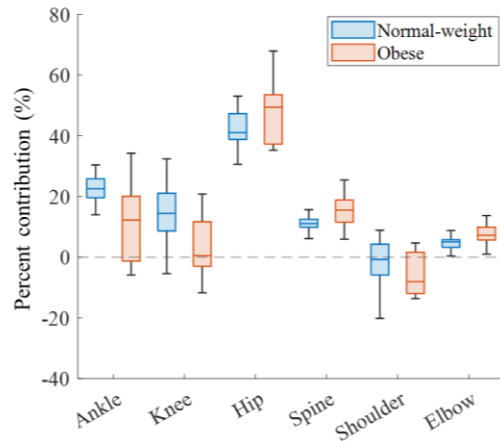 80
60
40
20
0
-20
-40
Percent contribution (%)
Normal-weight
Obese
Ankle
Knee
Hip
Spine
Shoulder
Elbow